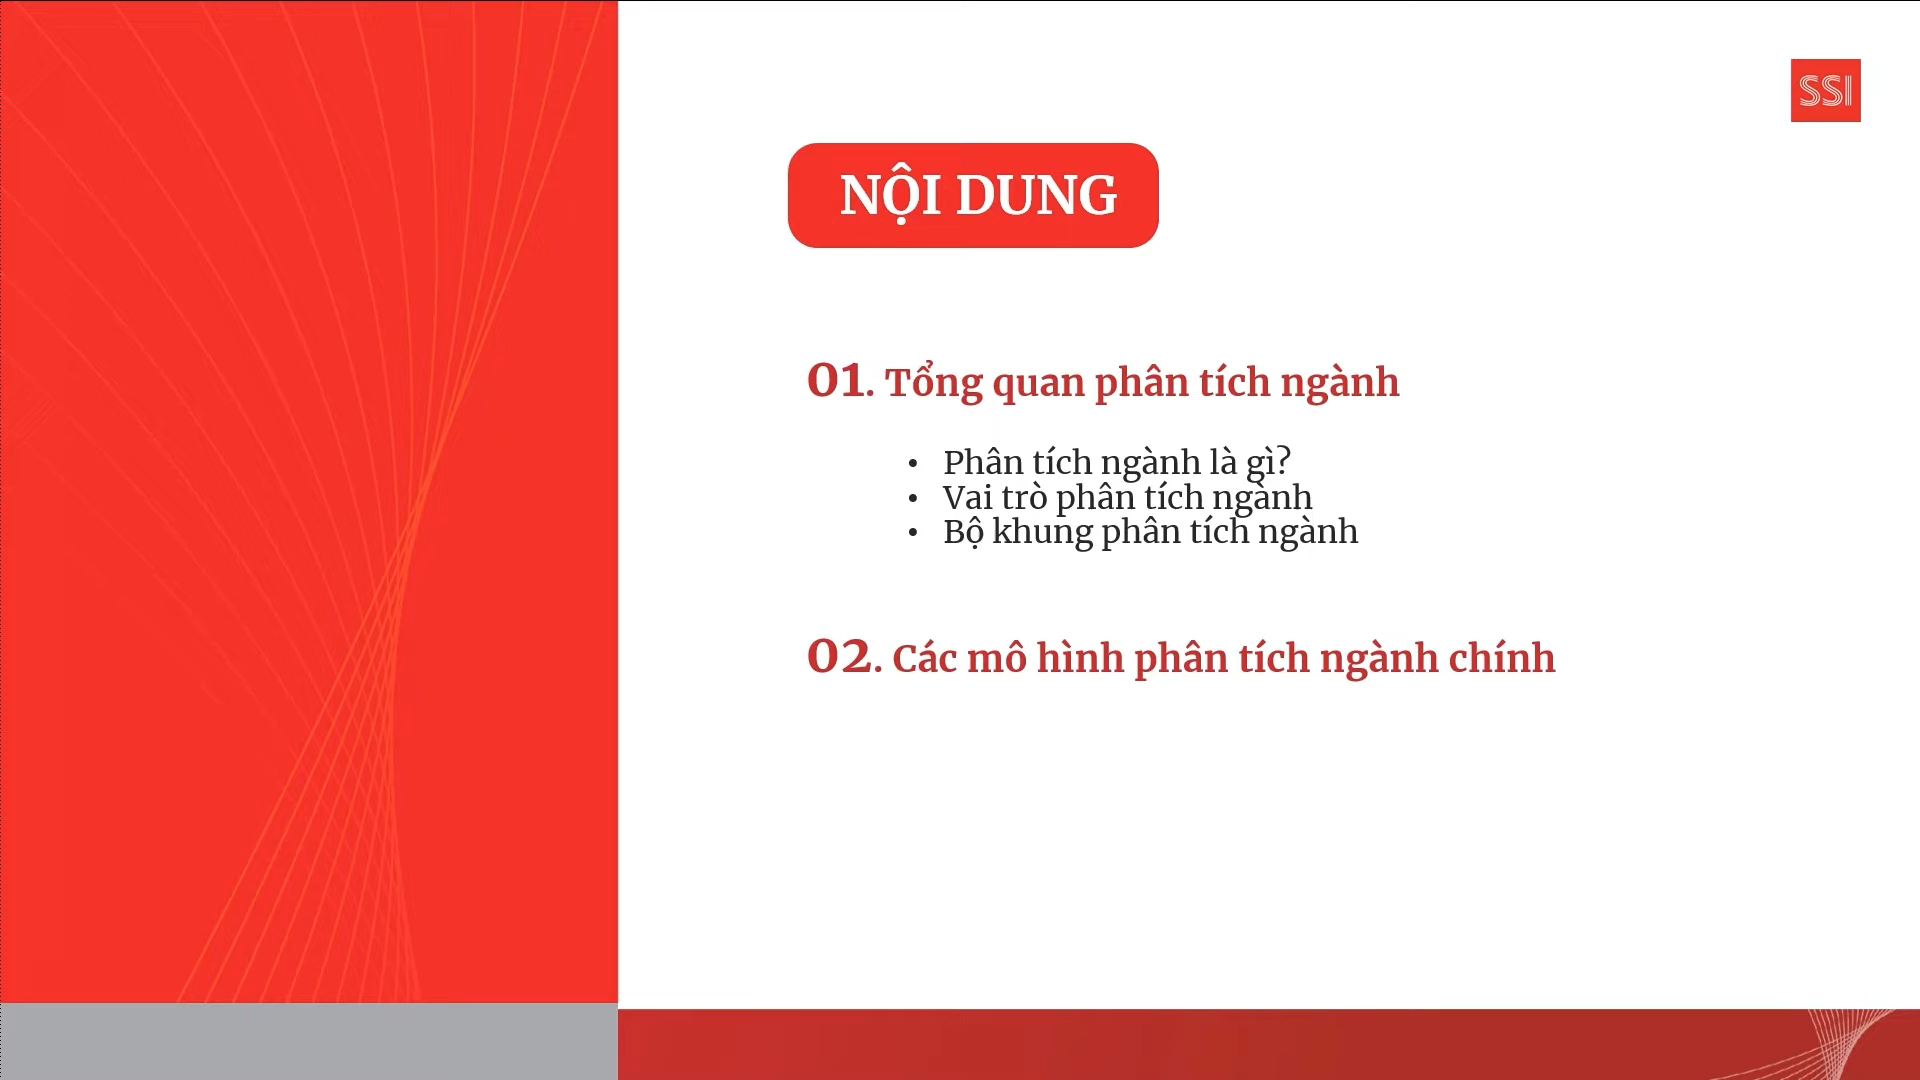 SSI
NỘI DUNG
01. Tổng quan phân tích ngành
• Phân tích ngành là gì?
• Vai trò phân tích ngành
• Bộ khung phân tích ngành
02. Các mô hình phân tích ngành chính